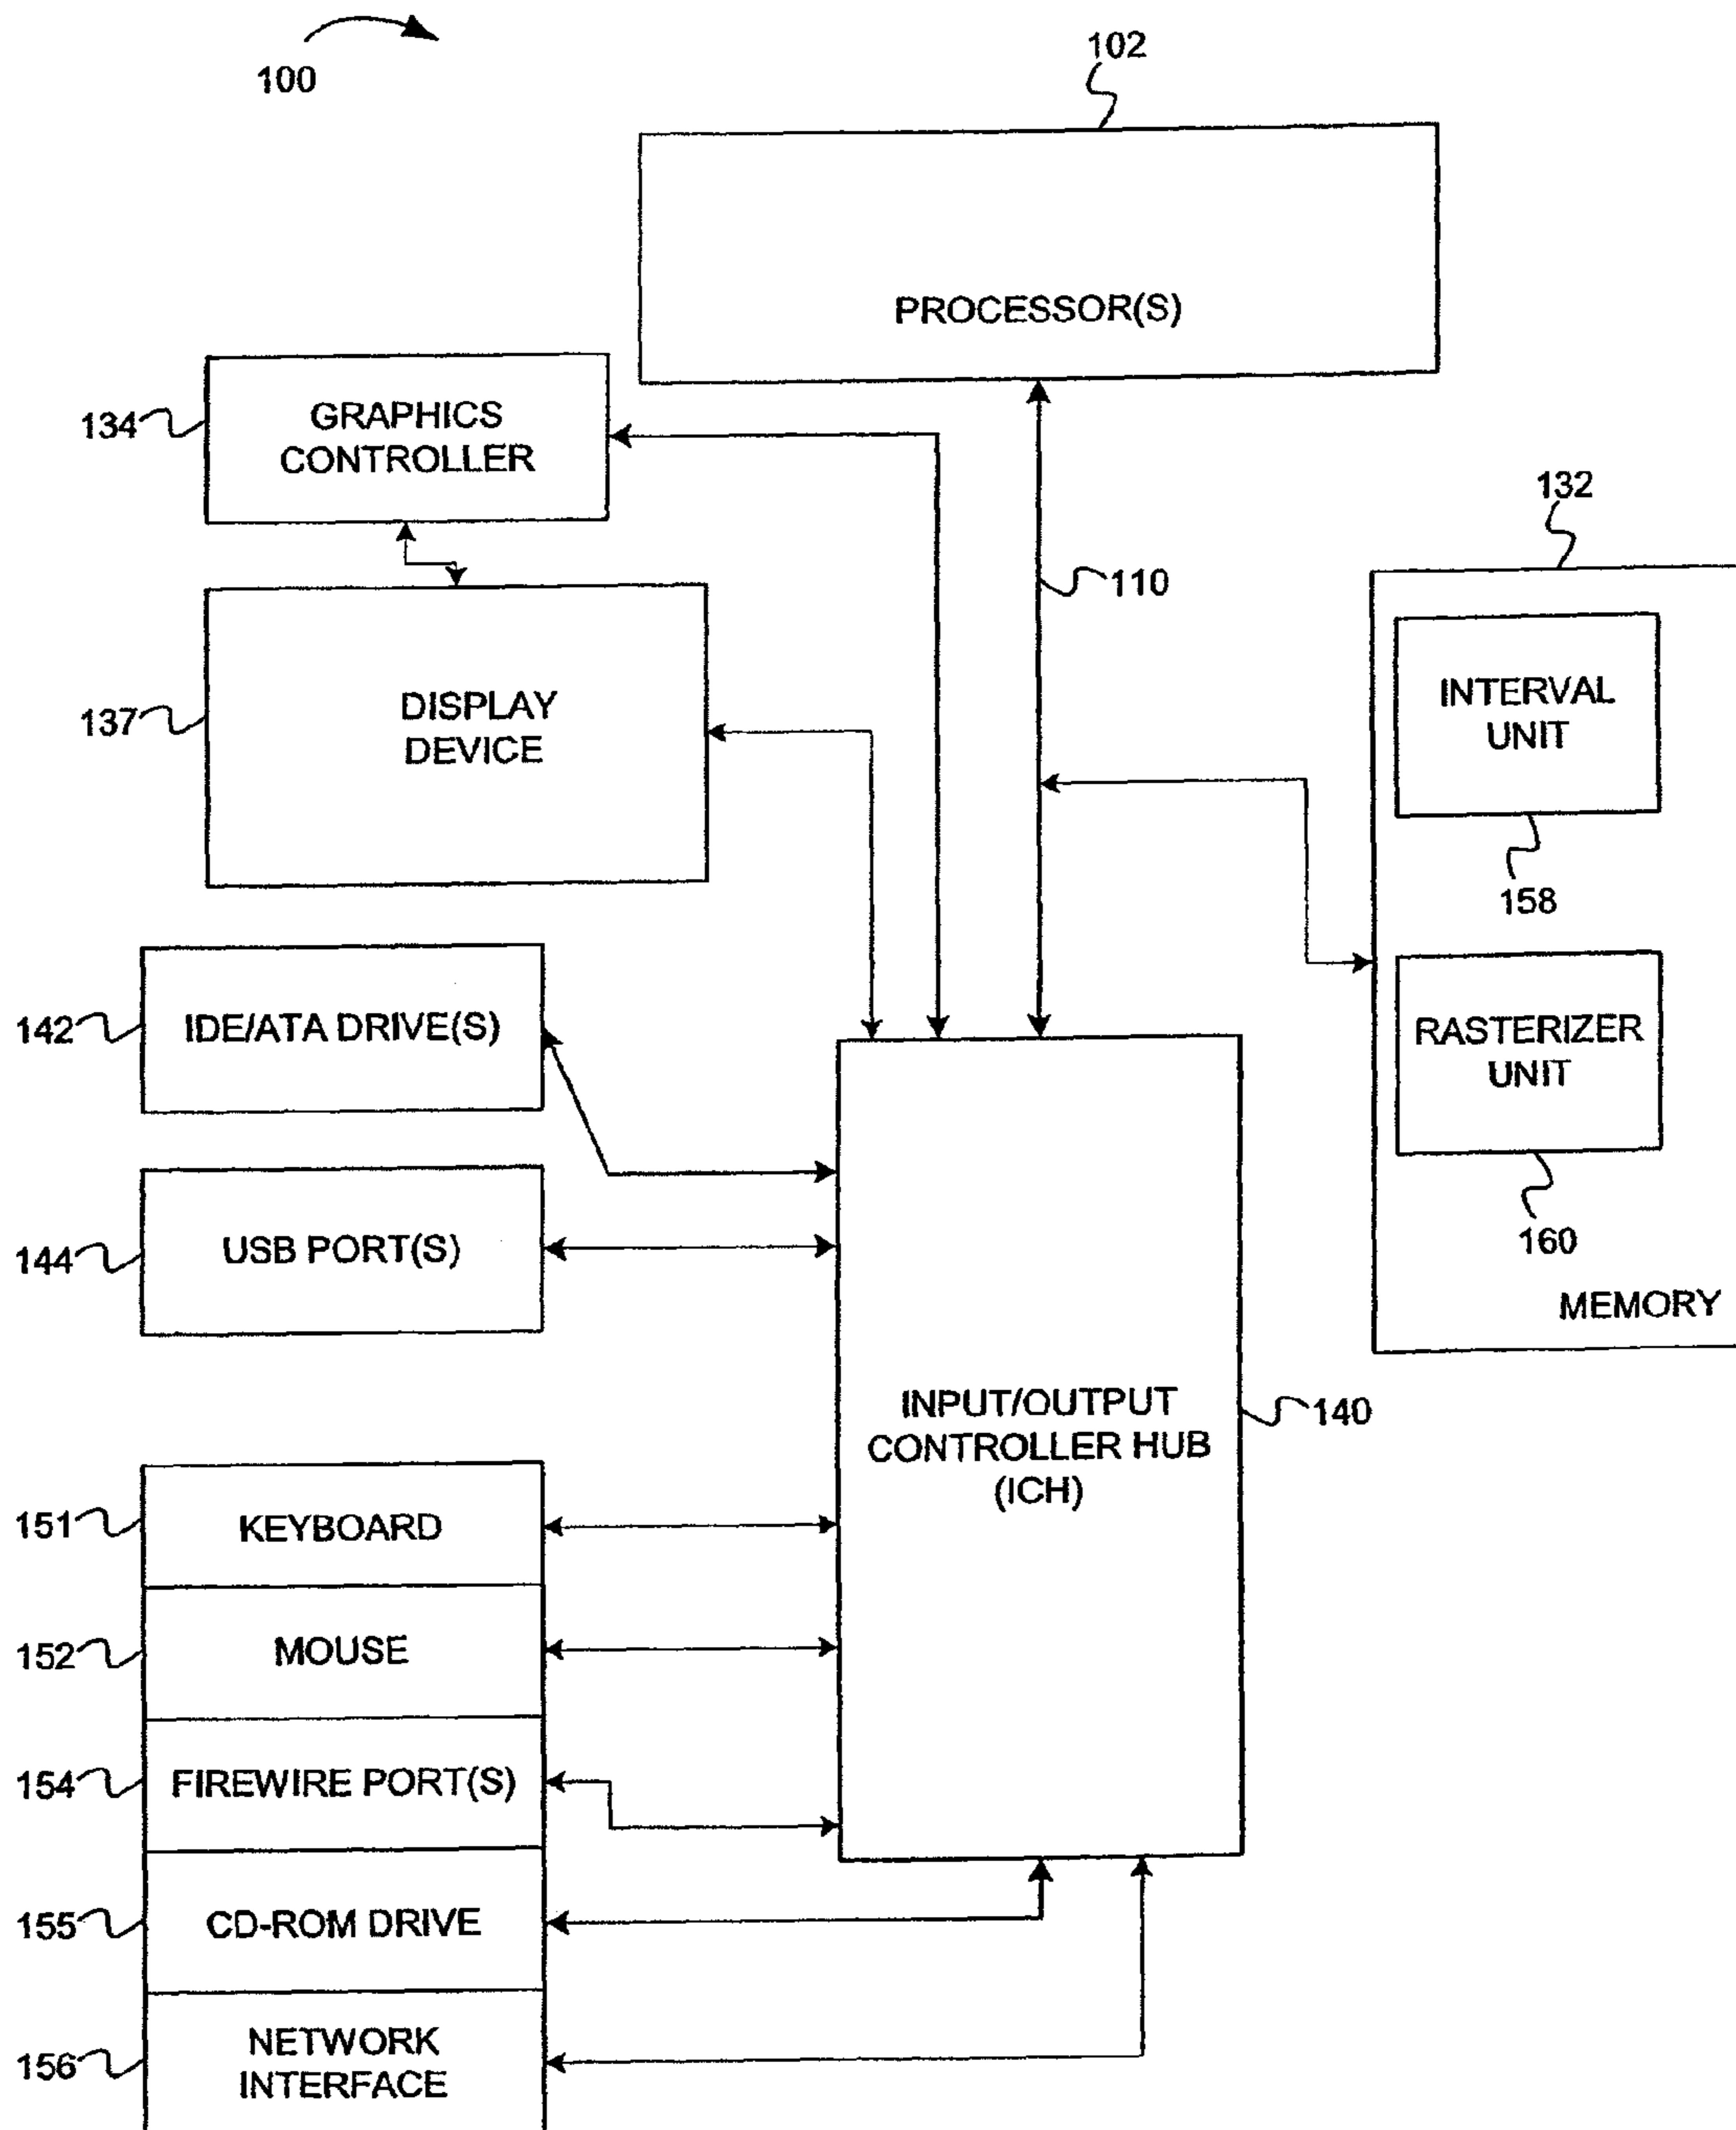 100
102
PROCESSOR(S)
134
GRAPHICS
CONTROLLER
110
132
137
DISPLAY
DEVICE
INTERVAL
UNIT
158
142
IDE/ATA DRIVE(S)
RASTERIZER
UNIT
160
144
USB PORT(S)
MEMORY
INPUT/OUTPUT
CONTROLLER HUB
(ICH)
140
151
KEYBOARD
152
MOUSE
154
FIREWIRE PORT(S)
155
CD-ROM DRIVE
156
NETWORK
INTERFACE